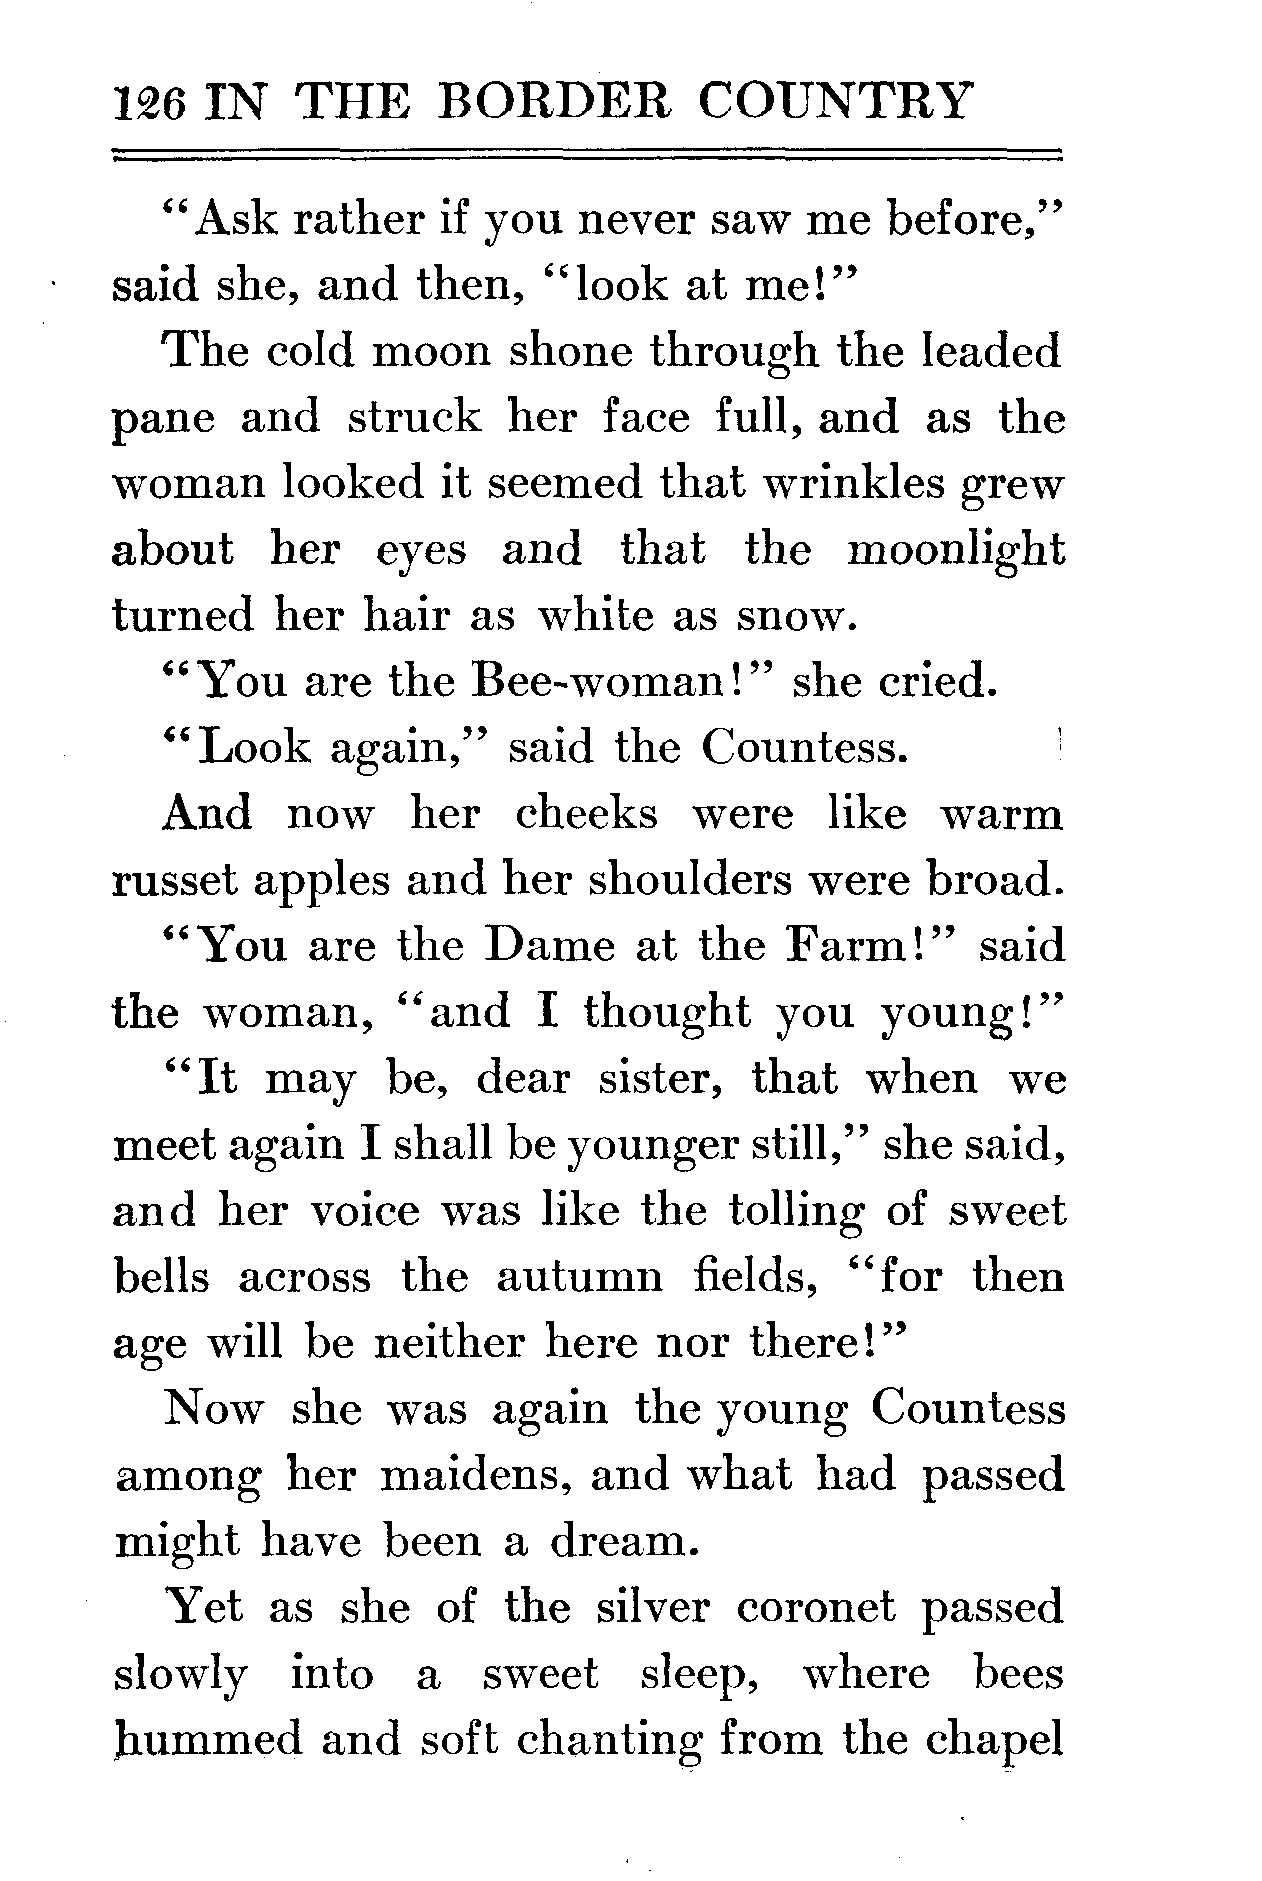 126 IN THE BORDER COUNTRY
“Ask rather if you never saw me before,”
said she, and then, “look at me!”
The cold moon shone through the leaded
pane and struck her face full, and as the
woman looked it seemed that wrinkles grew
about her eyes and that the moonlight
turned her hair as white as snow.
“You are the Bee-woman!” she cried.
“Look again,” said the Countess.
And now her cheeks were like warm
russet apples and her shoulders were broad.
“You are the Dame at the Farm!” said
the woman, “and I thought you young!”
“It may be, dear sister, that when we
meet again I shall be younger still,” she said,
and her voice was like the tolling of sweet
bells across the autumn fields, “for then
age will be neither here nor there!”
Now she was again the young Countess
among her maidens, and what had passed
might have been a dream.
Yet as she of the silver coronet passed
slowly into a sweet sleep, where bees
hummed and soft chanting from the chapel